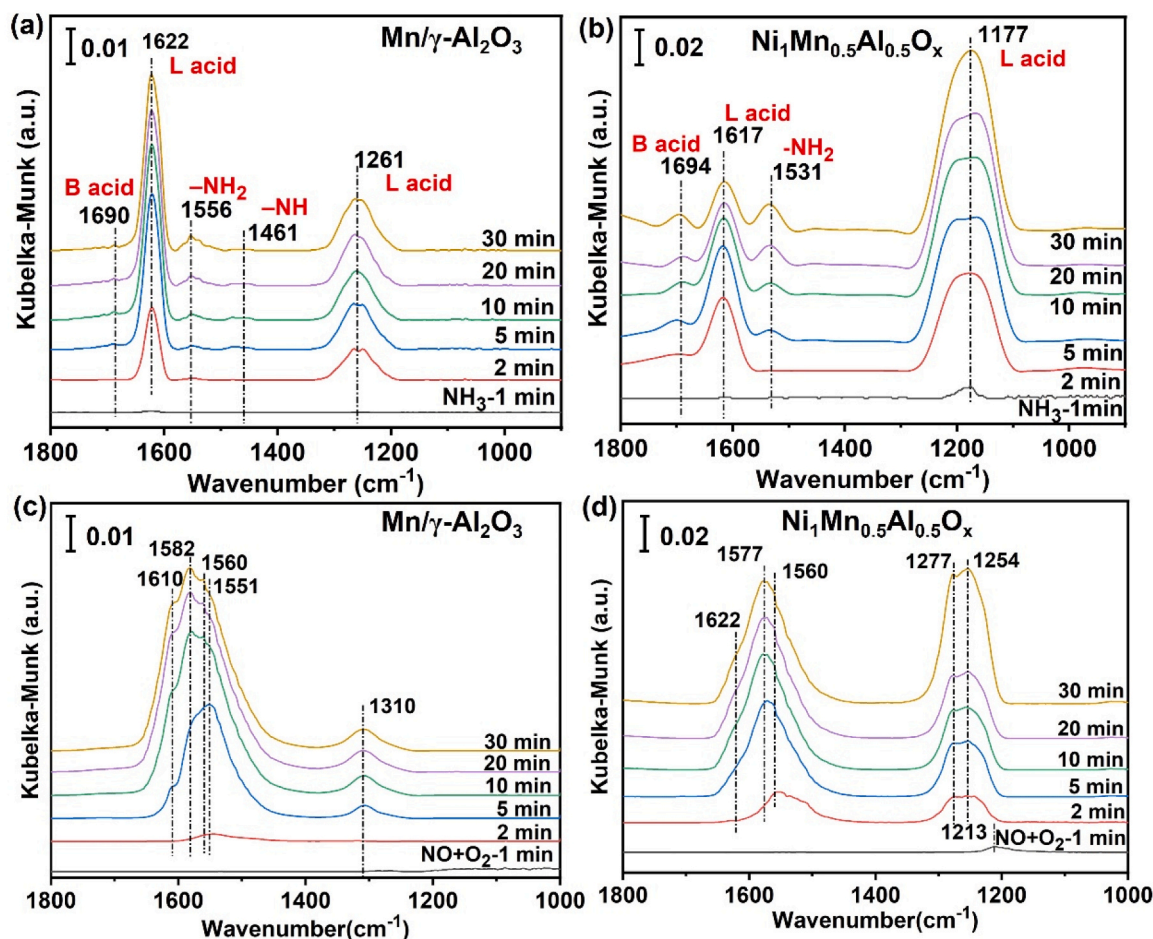 (a)
0.01
1622
Mn/γ-Al2O3
L acid
B acid
1690
–NH2
1556
–NH
1461
1261
L acid
30 min
20 min
10 min
5 min
2 min
NH3-1 min
Kubelka-Munk (a.u.)
1800 1600 1400 1200 1000
Wavenumber (cm-1)
(b)
0.02
Ni1Mn0.5Al0.5Ox
1177
L acid
L acid
B acid
1617
-NH2
1694
1531
30 min
20 min
10 min
5 min
2 min
NH3-1min
Kubelka-Munk (a.u.)
1800 1600 1400 1200 1000
Wavenumber (cm-1)
(c)
0.01
Mn/γ-Al2O3
1582
1560
1610
1551
1310
30 min
20 min
10 min
5 min
2 min
NO+O2-1 min
Kubelka-Munk (a.u.)
1800 1600 1400 1200 1000
Wavenumber(cm-1)
(d)
0.02
Ni1Mn0.5Al0.5Ox
1577
1560
1277
1254
1622
30 min
20 min
10 min
5 min
2 min
1213
NO+O2-1 min
Kubelka-Munk (a.u.)
1800 1600 1400 1200 1000
Wavenumber(cm-1)